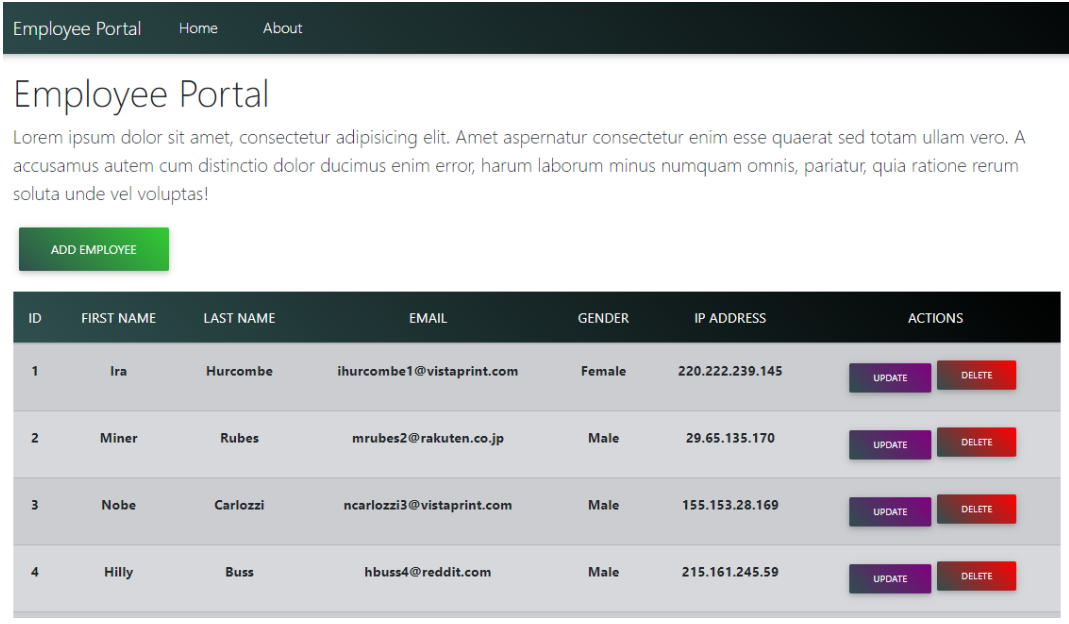 Employee Portal Home About
Employee Portal
Lorem ipsum dolor sit amet, consectetur adipisicing elit. Amet aspernatur consectetur enim esse quaerat sed totam ullam vero. A
accusamus autem cum distinctio dolor ducimus enim error, harum laborum minus numquam omnis, pariatur, quia ratione rerum
soluta unde vel voluptas!
ADD EMPLOYEE
ID FIRST NAME LAST NAME EMAIL GENDER IP ADDRESS ACTIONS
1 Ira Hurcombe ihurcombe1@vistaprint.com Female 220.222.239.145 UPDATE DELETE
2 Miner Rubes mrubes2@rakuten.co.jp Male 29.65.135.170 UPDATE DELETE
3 Nobe Carlozzi ncarlozzi3@vistaprint.com Male 155.153.28.169 UPDATE DELETE
4 Hilly Buss hbuss4@reddit.com Male 215.161.245.59 UPDATE DELETE